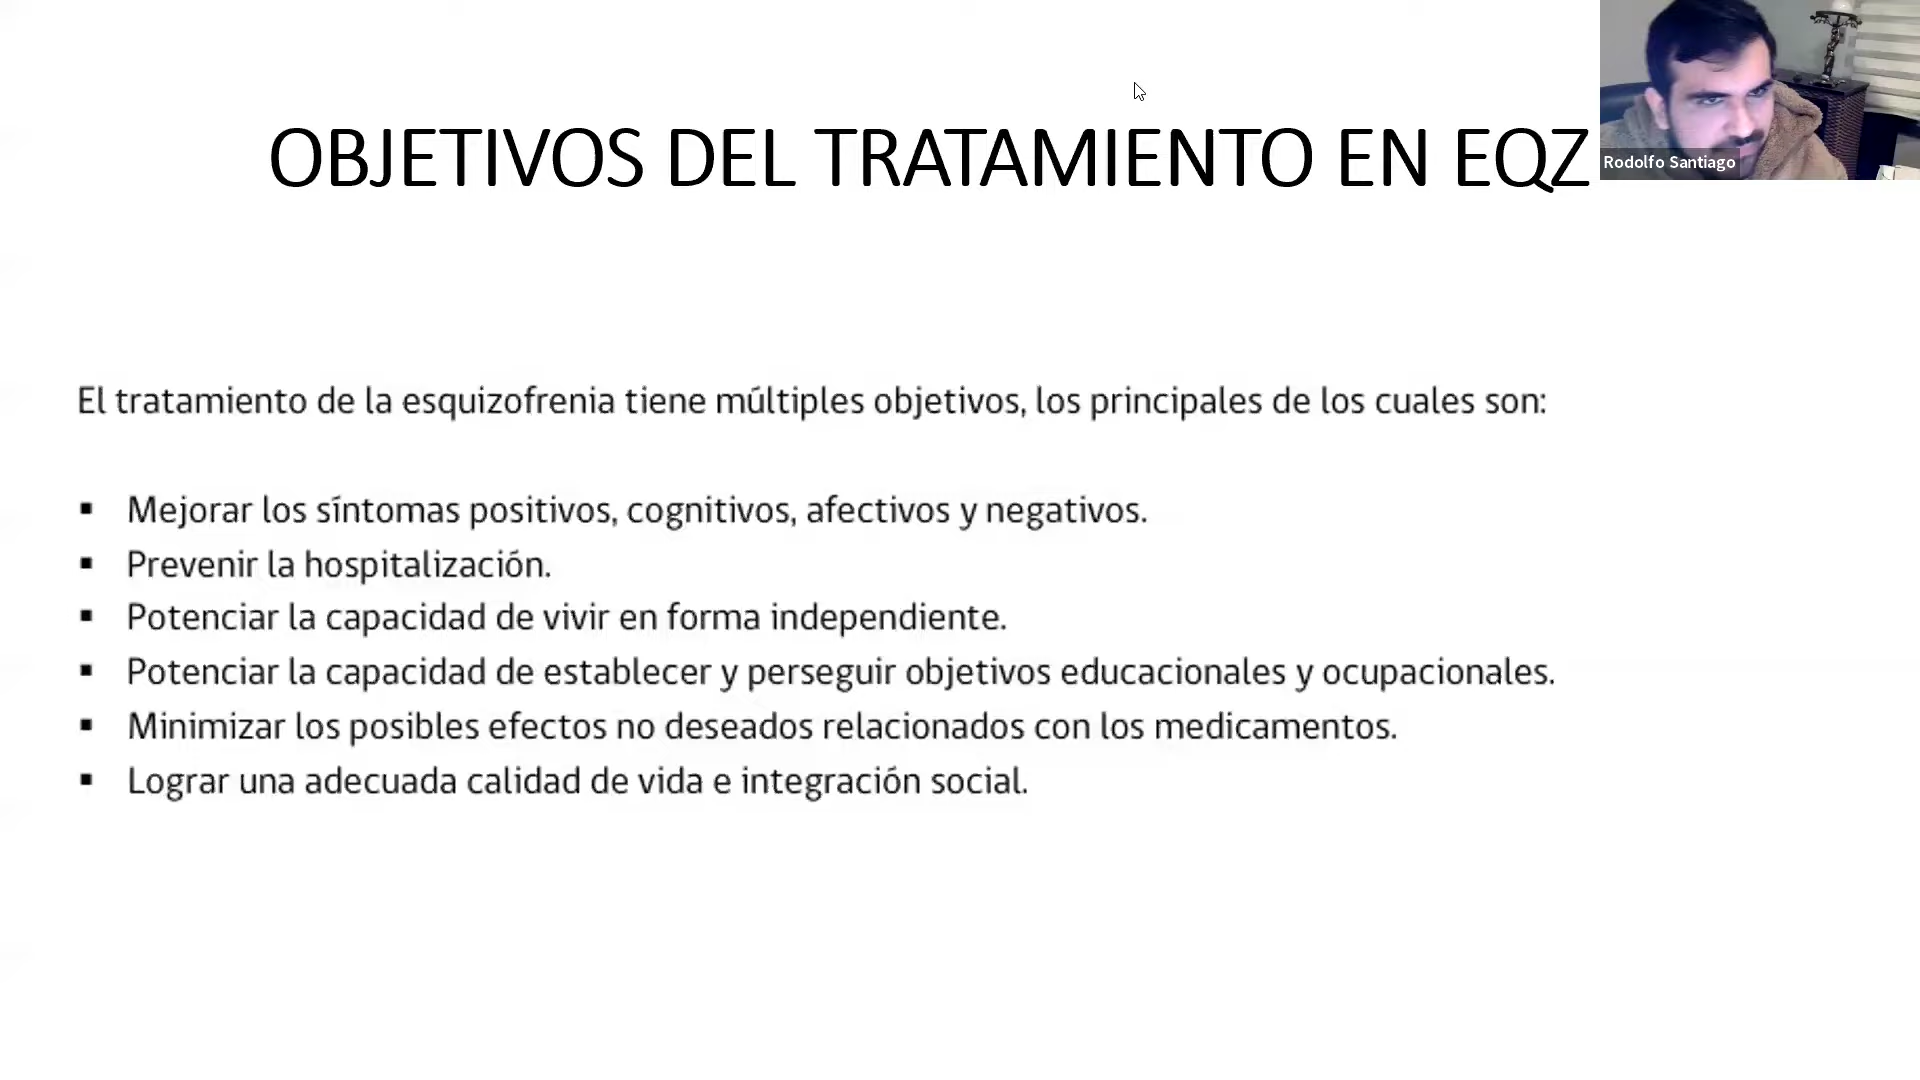 OBJETIVOS DEL TRATAMIENTO EN EQZ
Rodolfo Santiago
El tratamiento de la esquizofrenia tiene múltiples objetivos, los principales de los cuales son:
▪ Mejorar los síntomas positivos, cognitivos, afectivos y negativos.
▪ Prevenir la hospitalización.
▪ Potenciar la capacidad de vivir en forma independiente.
▪ Potenciar la capacidad de establecer y perseguir objetivos educacionales y ocupacionales.
▪ Minimizar los posibles efectos no deseados relacionados con los medicamentos.
▪ Lograr una adecuada calidad de vida e integración social.